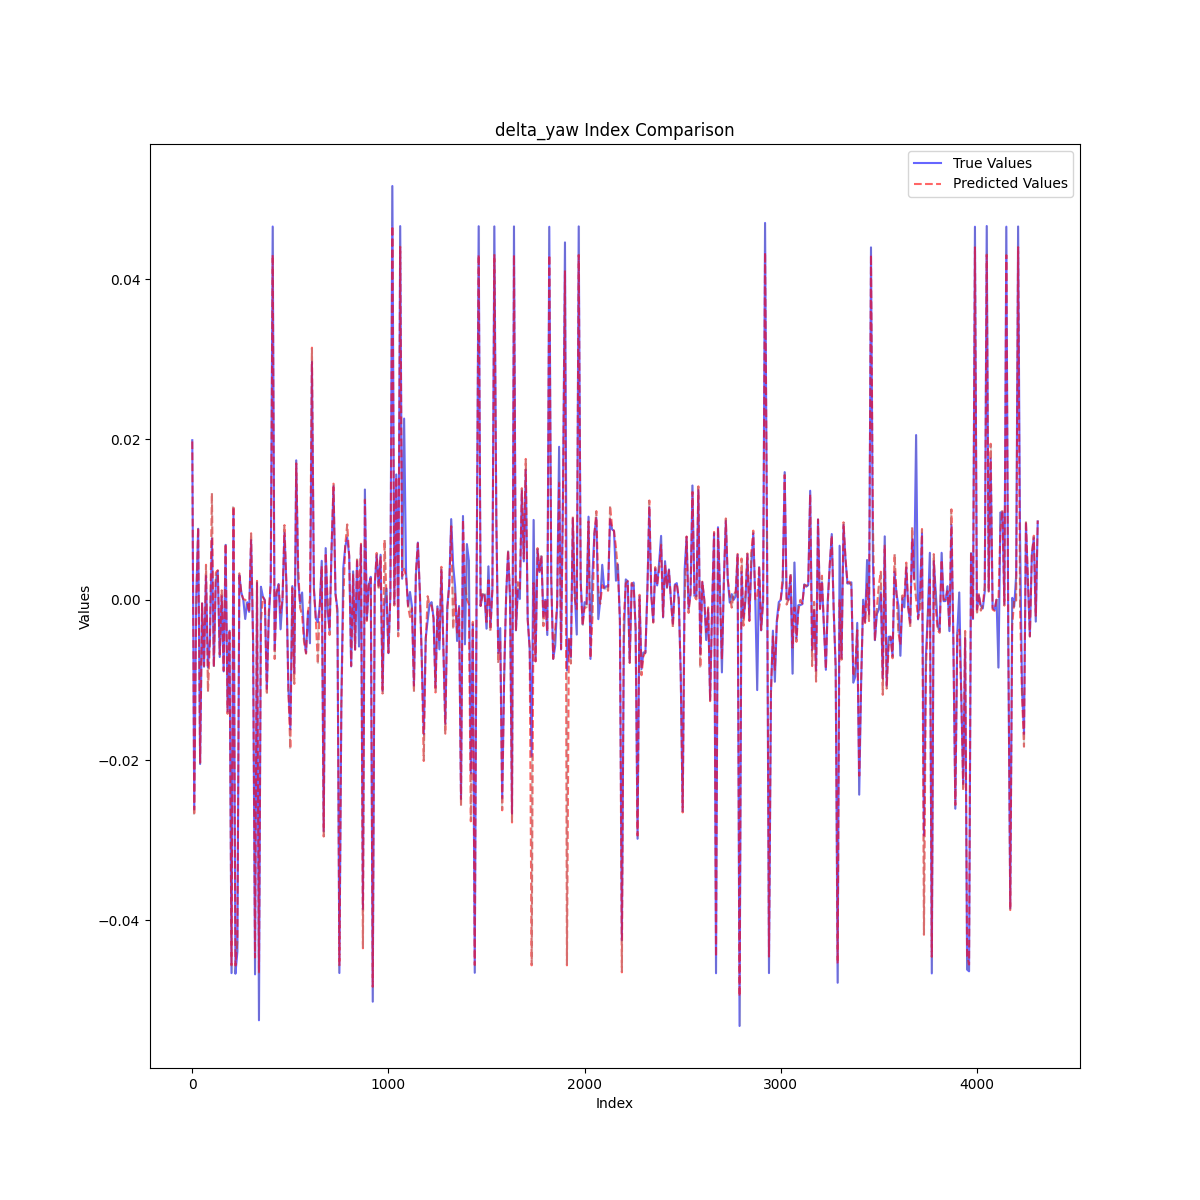 delta_yaw Index Comparison
True Values
Predicted Values
Values
0.04
0.02
0.00
−0.02
−0.04
0
1000
2000
3000
4000
Index